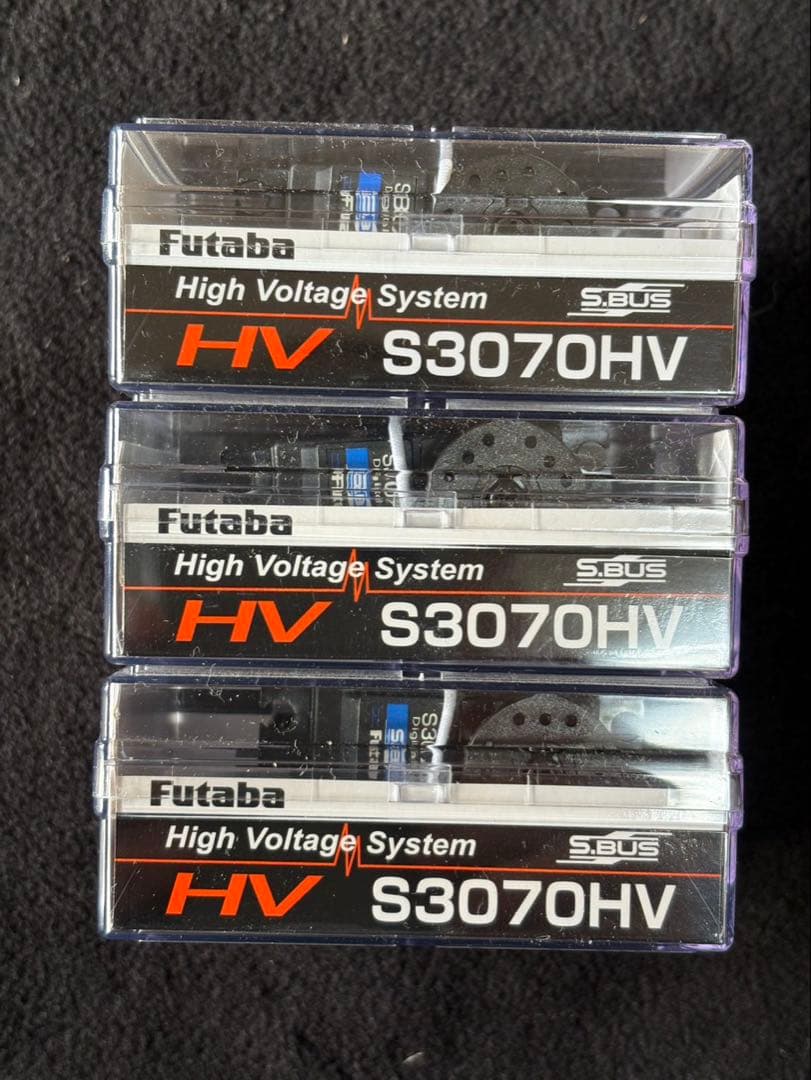 Futaba
High Voltage System
S.BUS
HV S3070HV
Futaba
High Voltage System
S.BUS
HV S3070HV
Futaba
High Voltage System
S.BUS
HV S3070HV